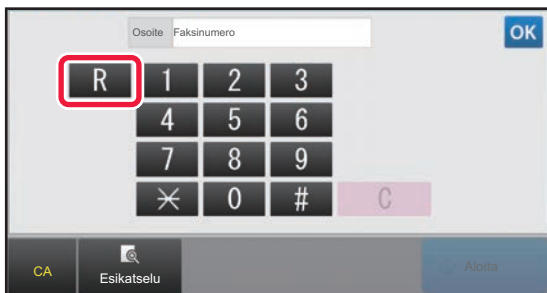 Osoite Faksinumero OK
R 1 2 3
4 5 6
7 8 9
* 0 # C
CA Esikatselu Aloita